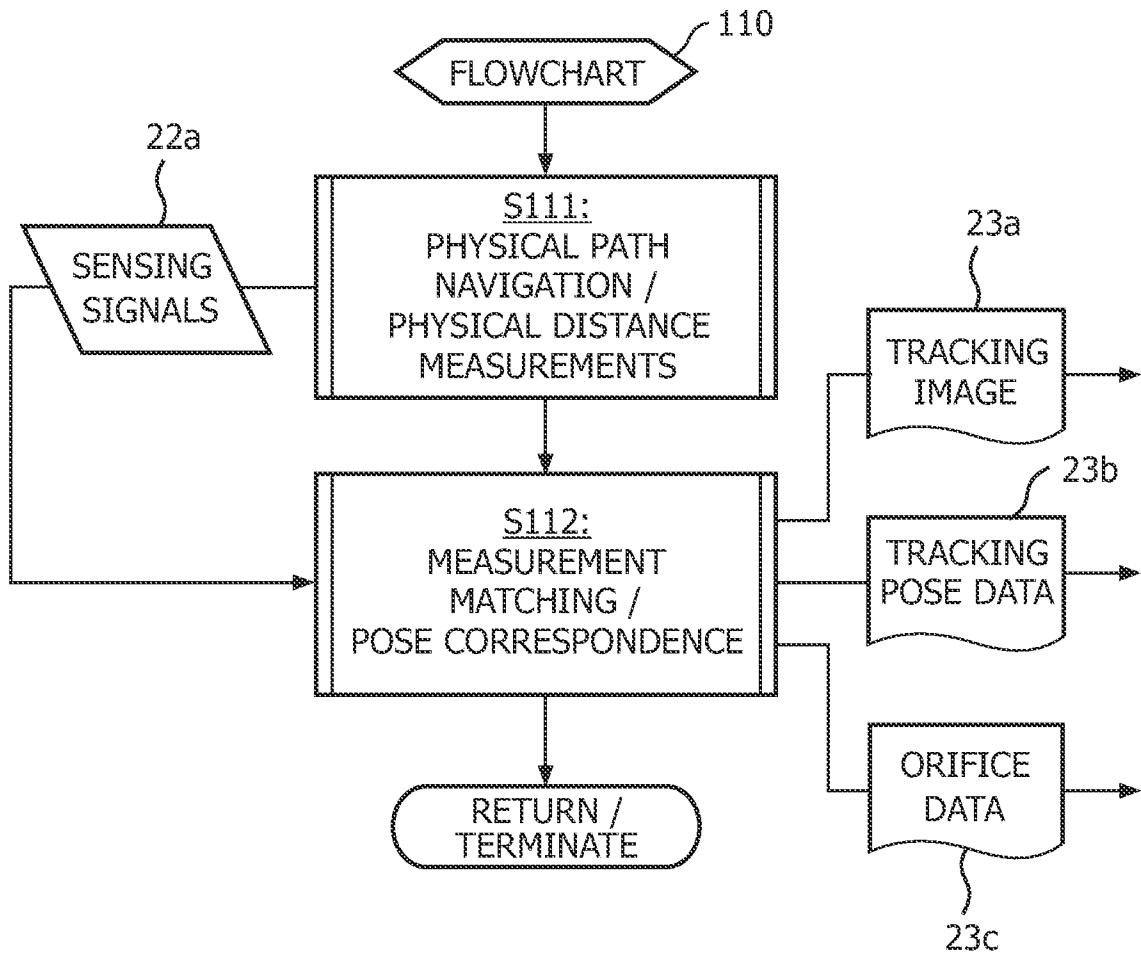 110
FLOWCHART
22a
SENSING
SIGNALS
S111:
PHYSICAL PATH
NAVIGATION /
PHYSICAL DISTANCE
MEASUREMENTS
23a
TRACKING
IMAGE
S112:
MEASUREMENT
MATCHING /
POSE CORRESPONDENCE
23b
TRACKING
POSE DATA
ORIFICE
DATA
23c
RETURN /
TERMINATE